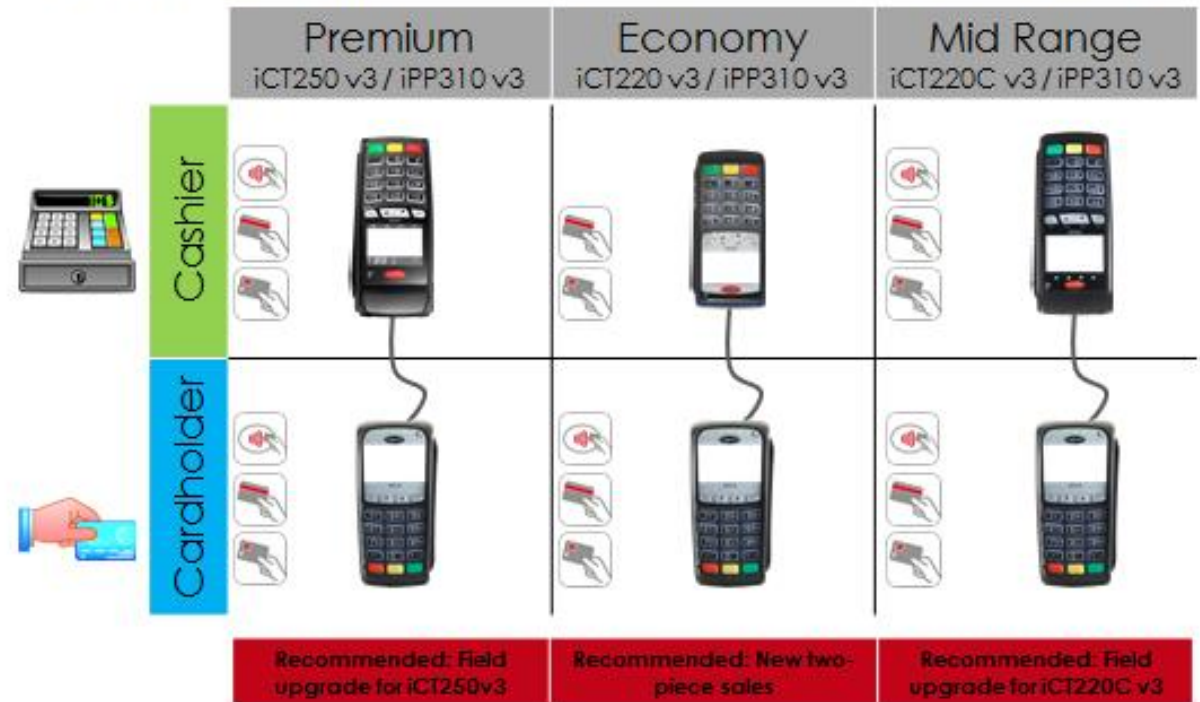 Premium
iCT250 v3 / iPP310 v3
Economy
iCT220 v3 / iPP310 v3
Mid Range
iCT220C v3 / iPP310 v3
Cashier
Cardholder
Recommended: Field
upgrade for iCT250v3
Recommended: New two-
piece sales
Recommended: Field
upgrade for iCT220C v3